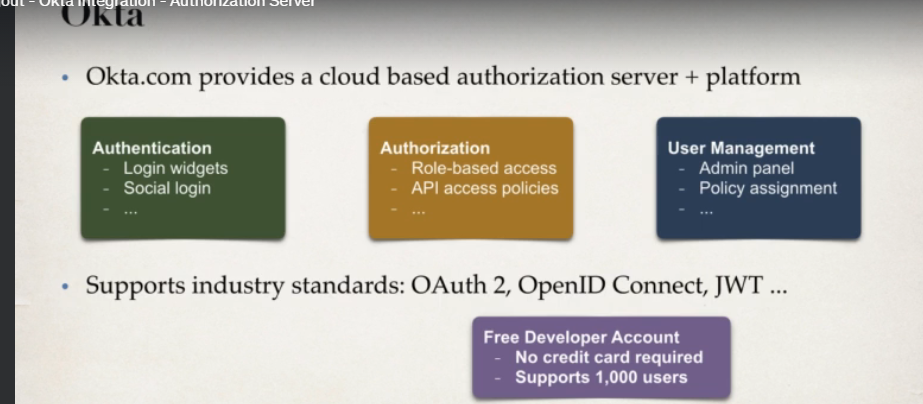 out - Okta Integration - Authorization Server
Okta
• Okta.com provides a cloud based authorization server + platform
Authentication
- Login widgets
- Social login
- ...
Authorization
- Role-based access
- API access policies
- ...
User Management
- Admin panel
- Policy assignment
- ...
• Supports industry standards: OAuth 2, OpenID Connect, JWT ...
Free Developer Account
- No credit card required
- Supports 1,000 users